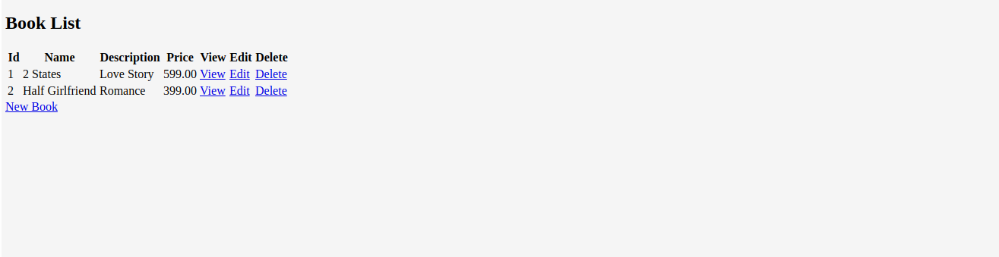 Book List
Id Name Description Price View Edit Delete
1 2 States Love Story 599.00 View Edit Delete
2 Half Girlfriend Romance 399.00 View Edit Delete
New Book